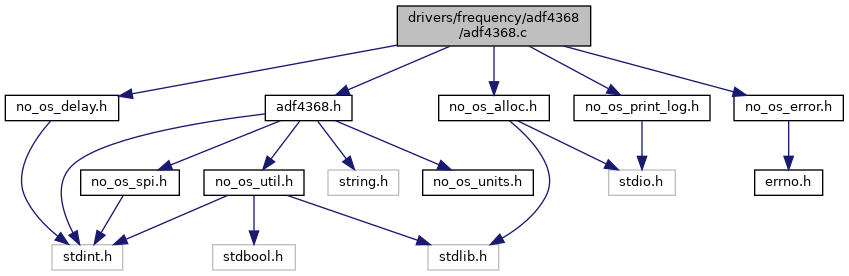 drivers/frequency/adf4368
/adf4368.c
no_os_delay.h
adf4368.h
no_os_alloc.h
no_os_print_log.h
no_os_error.h
no_os_spi.h
no_os_util.h
string.h
no_os_units.h
stdio.h
errno.h
stdint.h
stdbool.h
stdlib.h